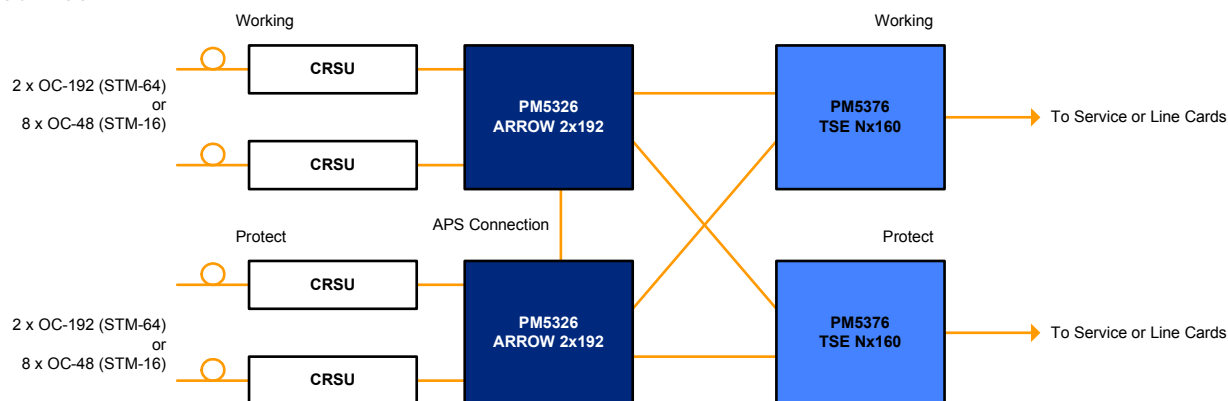 Working
Working
CRSU
2 x OC-192 (STM-64)
or
8 x OC-48 (STM-16)
PM5326
ARROW 2x192
PM5376
TSE Nx160
To Service or Line Cards
CRSU
APS Connection
Protect
Protect
CRSU
2 x OC-192 (STM-64)
or
8 x OC-48 (STM-16)
PM5326
ARROW 2x192
PM5376
TSE Nx160
To Service or Line Cards
CRSU